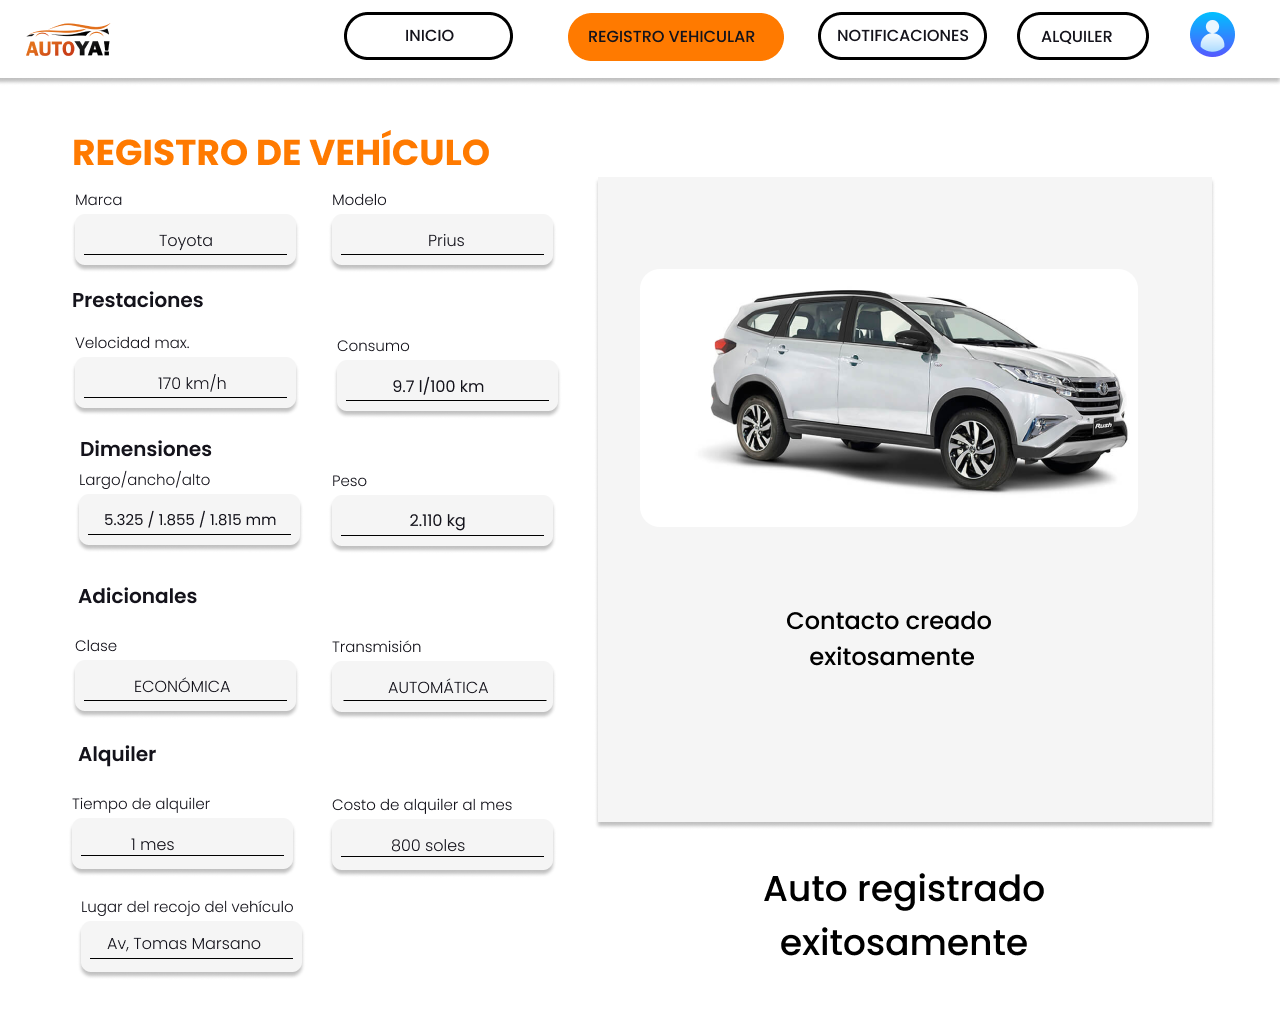 AUTOYA!
INICIO
REGISTRO VEHICULAR
NOTIFICACIONES
ALQUILER
REGISTRO DE VEHÍCULO
Marca
Modelo
Toyota
Prius
Prestaciones
Velocidad max.
Consumo
170 km/h
9.7 l/100 km
Dimensiones
Largo/ancho/alto
Peso
5.325 / 1.855 / 1.815 mm
2.110 kg
Adicionales
Clase
Transmisión
ECONÓMICA
AUTOMÁTICA
Alquiler
Tiempo de alquiler
Costo de alquiler al mes
1 mes
800 soles
Lugar del recojo del vehículo
Av, Tomas Marsano
Rush
Contacto creado
exitosamente
Auto registrado
exitosamente